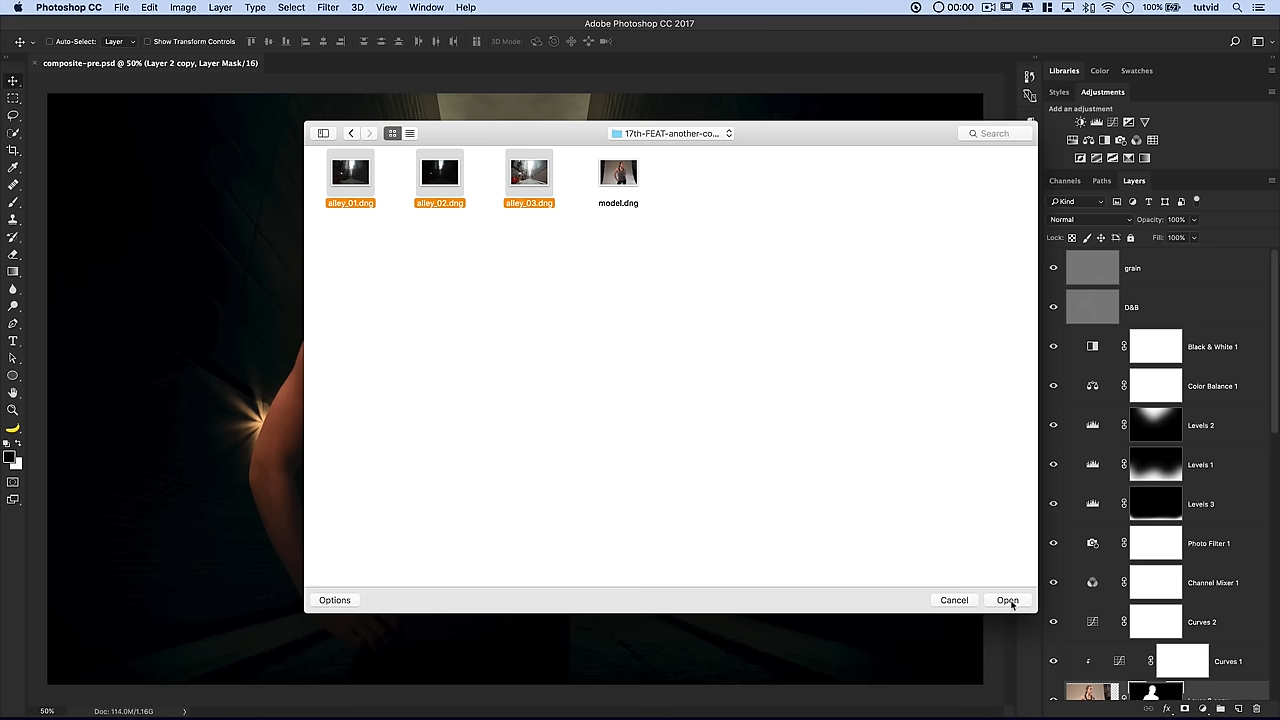 Photoshop CC File Edit Image Layer Type Select Filter 3D View Window Help 00:00 100% tutvid
Adobe Photoshop CC 2017
Auto-Select: Layer Show Transform Controls 3D Mode:
× composite-pre.psd @ 50% (Layer 2 copy, Layer Mask/16)
Libraries Color Swatches
Styles Adjustments
Add an adjustment
17th-FEAT-another-co... Search
alley_01.dng alley_02.dng alley_03.dng model.dng
Channels Paths Layers
Kind
Normal Opacity: 100%
Lock: Fill: 100%
grain
D&B
Black & White 1
Color Balance 1
Levels 2
Levels 1
Levels 3
Photo Filter 1
Channel Mixer 1
Curves 2
Curves 1
Options Cancel Open
50% Doc: 114.0M/1.16G